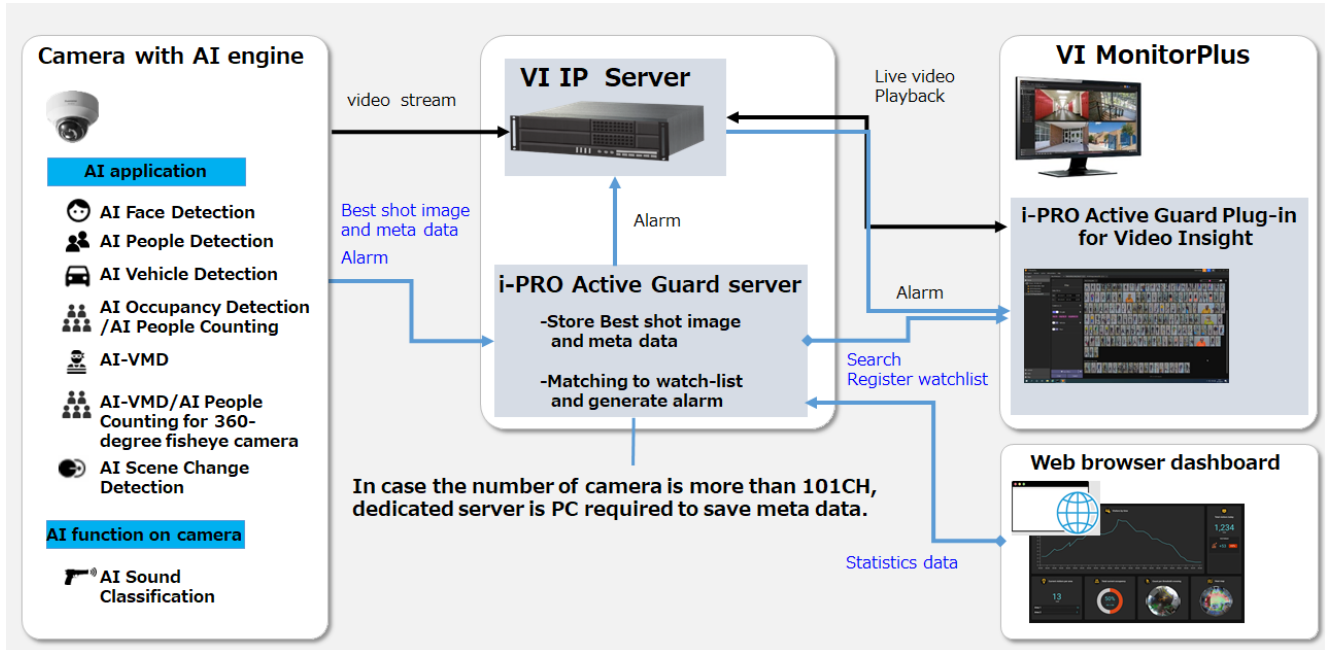 Camera with AI engine
AI application
AI Face Detection
AI People Detection
AI Vehicle Detection
AI Occupancy Detection
/AI People Counting
AI-VMD
AI-VMD/AI People
Counting for 360-
degree fisheye camera
AI Scene Change
Detection
AI function on camera
AI Sound
Classification
video stream
Best shot image
and meta data
Alarm
VI IP Server
Alarm
i-PRO Active Guard server
-Store Best shot image
and meta data
-Matching to watch-list
and generate alarm
In case the number of camera is more than 101CH,
dedicated server is PC required to save meta data.
Live video
Playback
Alarm
Search
Register watchlist
Statistics data
VI MonitorPlus
i-PRO Active Guard Plug-in
for Video Insight
Web browser dashboard
1,234
13
50%